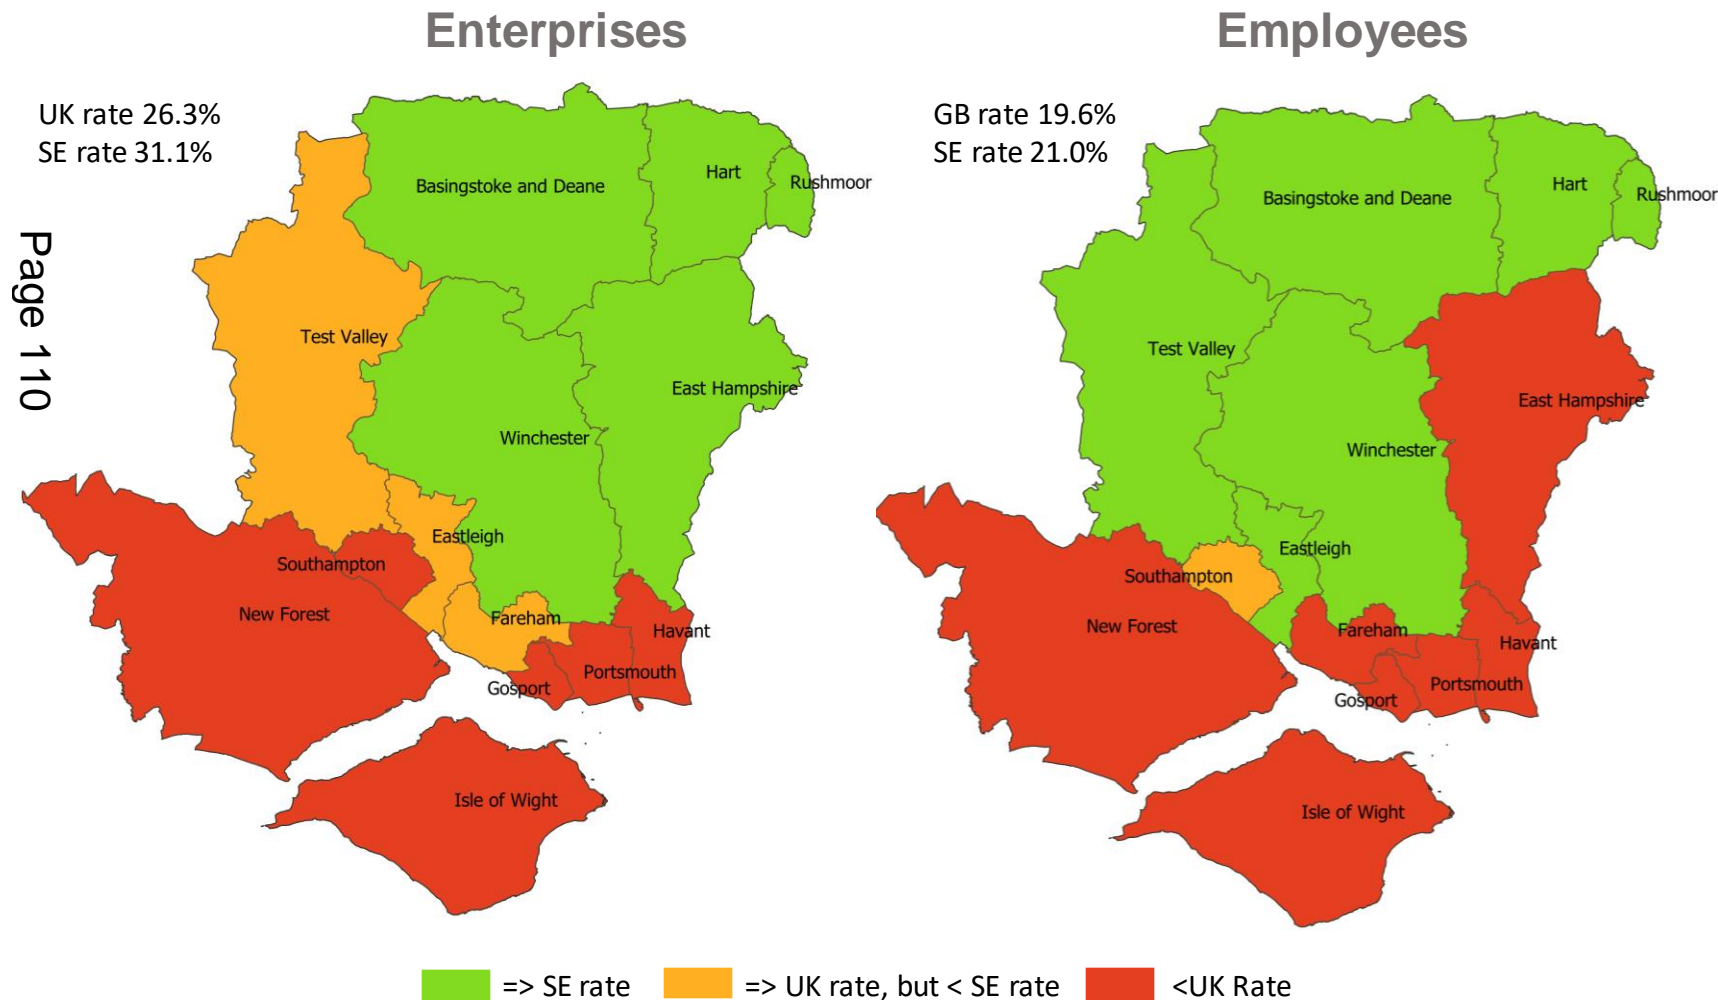 Enterprises
UK rate 26.3%
SE rate 31.1%
Basingstoke and Deane
Hart
Rushmoor
Test Valley
East Hampshire
Winchester
Eastleigh
Southampton
New Forest
Fareham
Havant
Portsmouth
Gosport
Isle of Wight
Employees
GB rate 19.6%
SE rate 21.0%
Basingstoke and Deane
Hart
Rushmoor
Test Valley
East Hampshire
Winchester
Eastleigh
Southampton
New Forest
Fareham
Havant
Portsmouth
Gosport
Isle of Wight
Page 110
=> SE rate
=> UK rate, but < SE rate
<UK Rate